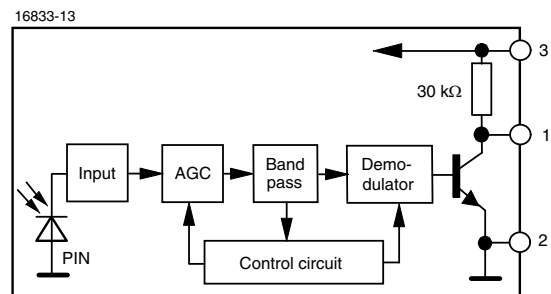 16833-13
3
30 kΩ
1
Input
AGC
Band
pass
Demo-
dulator
2
PIN
Control circuit